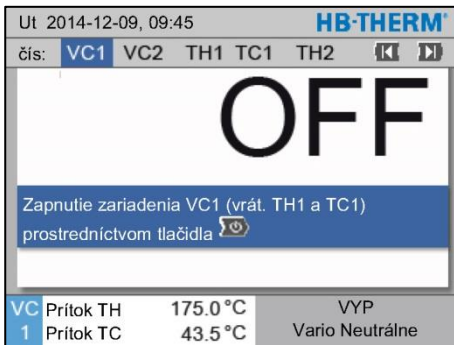 Ut 2014-12-09, 09:45 HB-THERM®
čís: VC1 VC2 TH1 TC1 TH2
OFF
Zapnutie zariadenia VC1 (vrát. TH1 a TC1)
prostredníctvom tlačidla
VC Prítok TH 175.0 °C VYP
1 Prítok TC 43.5 °C Vario Neutrálne